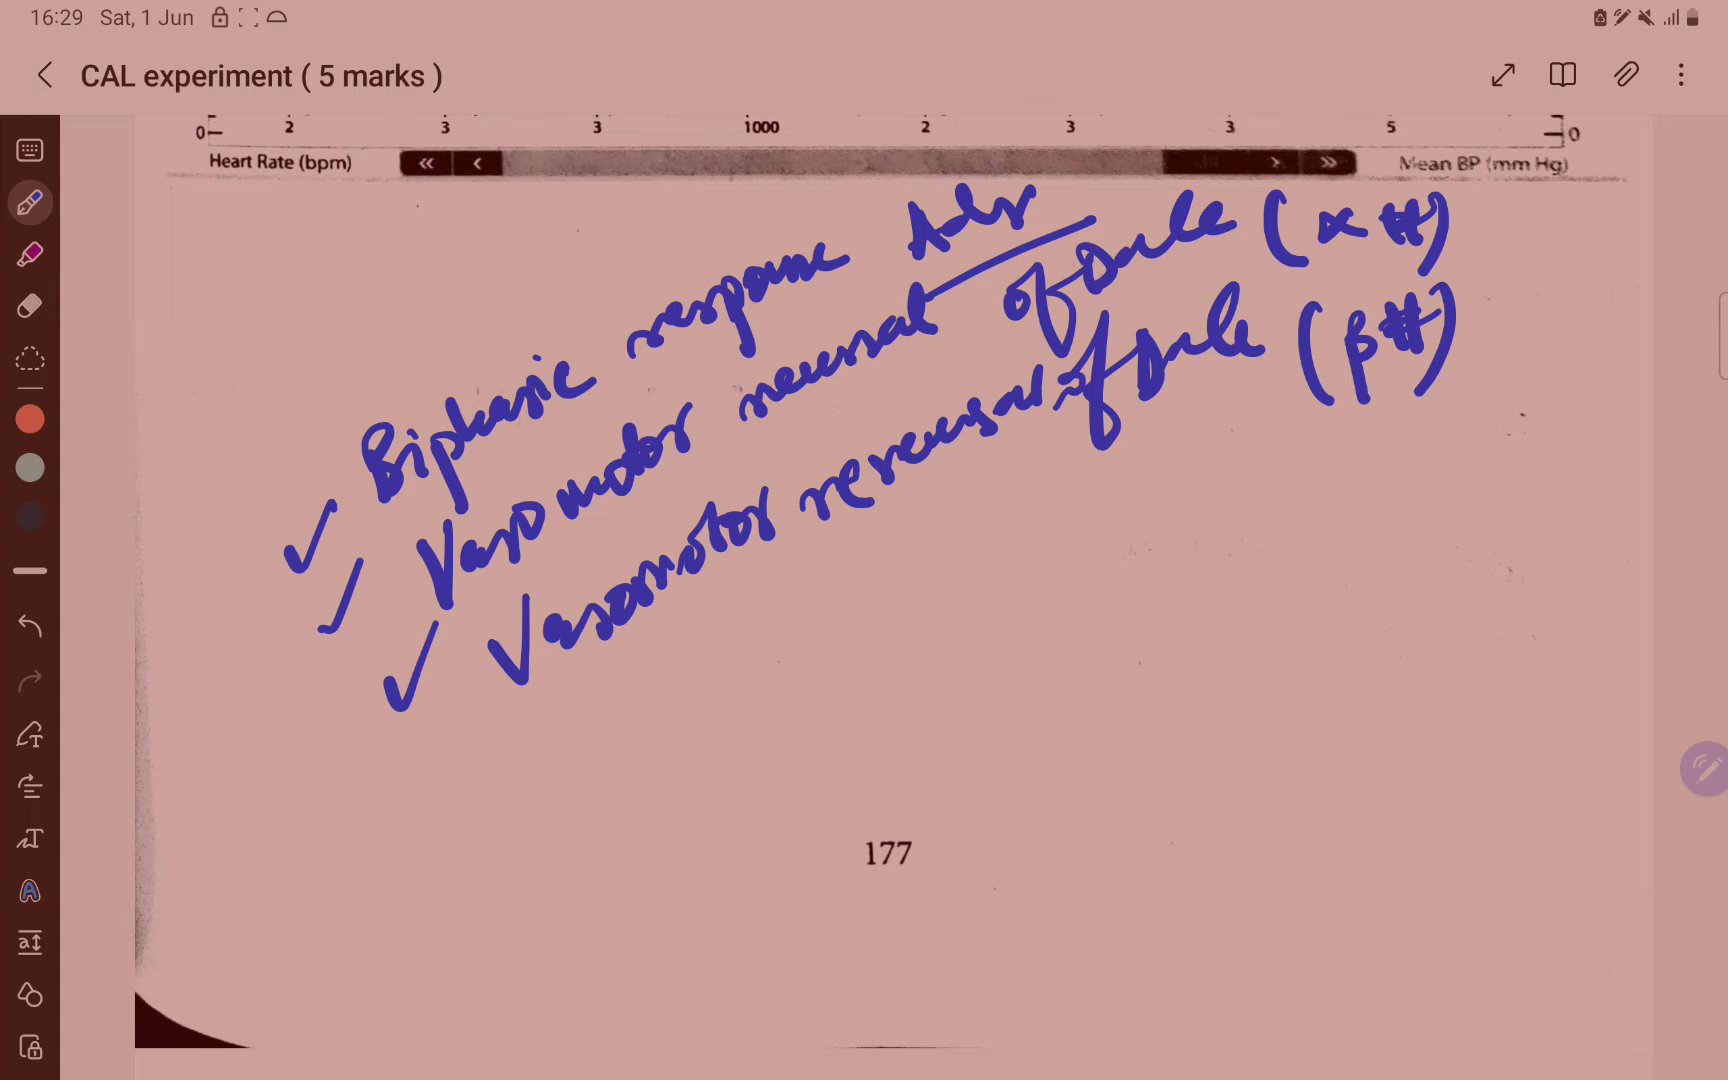 16:29 Sat, 1 Jun
CAL experiment ( 5 marks )
0 2 3 3 1000 2 3 3 5 0
Heart Rate (bpm) « ‹ › » Mean BP (mm Hg)
Biphasic response Adr
Vasomotor reversal of Dale (α #)
Vasomotor rereversal of Dale (β #)
177